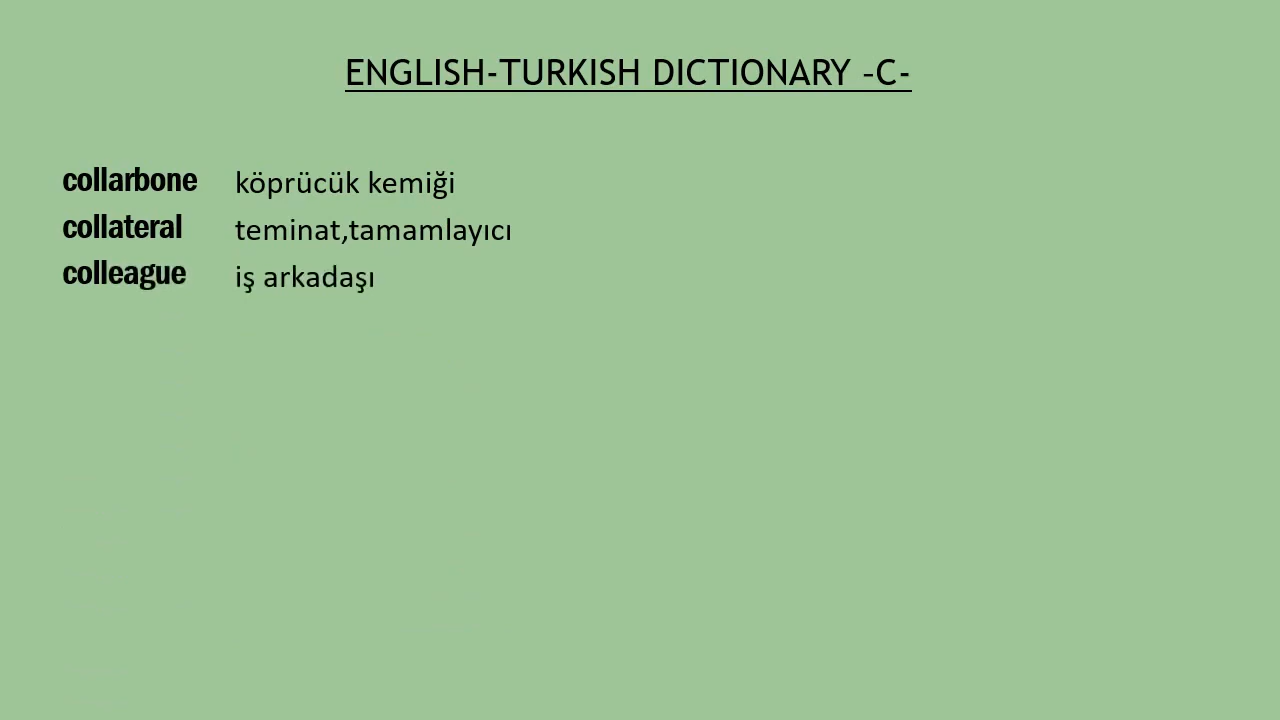 ENGLISH-TURKISH DICTIONARY –C-
collarbone köprücük kemiği
collateral teminat,tamamlayıcı
colleague iş arkadaşı